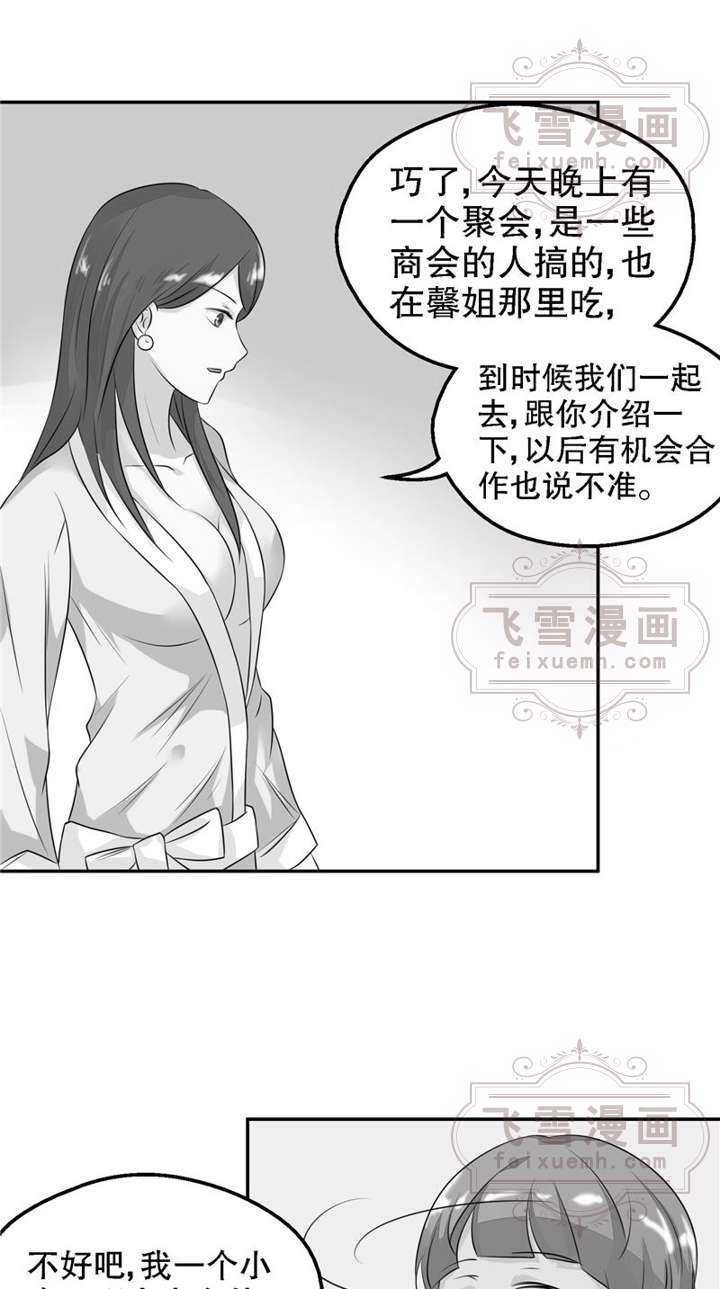 飞雪漫画
feixuemh.com
巧了,今天晚上有
一个聚会,是一些
商会的人搞的,也
在馨姐那里吃,
到时候我们一起
去,跟你介绍一
下,以后有机会合
作也说不准。
飞雪漫画
feixuemh.com
飞雪漫画
feixuemh.com
不好吧,我一个小